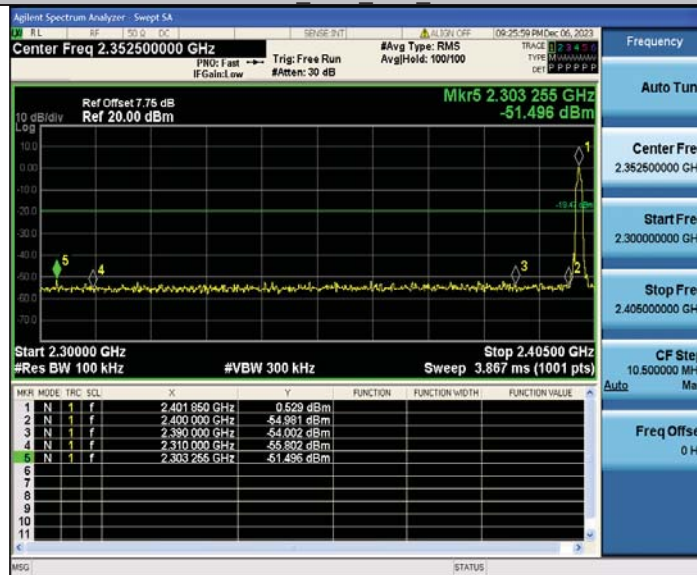 Agilent Spectrum Analyzer - Swept SA
RL RF 50 Ω DC SENSE:INT ALIGN OFF 09:25:59 PM Dec 06, 2023
Center Freq 2.352500000 GHz
#Avg Type: RMS
TRACE 1 2 3 4 5 6
PNO: Fast
Trig: Free Run
Avg|Hold: 100/100
TYPE M
IFGain:Low
#Atten: 30 dB
DET P P P P P P
Ref Offset 7.75 dB
Mkr5 2.303 255 GHz
10 dB/div Ref 20.00 dBm
-51.496 dBm
Log
10.0
0.00
-10.0
-20.0
-30.0
-40.0
-50.0
-60.0
-70.0
1
-19.47 dBm
5
4
3
2
Start 2.30000 GHz
Stop 2.40500 GHz
#Res BW 100 kHz
#VBW 300 kHz
Sweep 3.867 ms (1001 pts)
MKR MODE TRC SCL X Y FUNCTION FUNCTION WIDTH FUNCTION VALUE
1 N 1 f 2.401 850 GHz 0.529 dBm
2 N 1 f 2.400 000 GHz -54.981 dBm
3 N 1 f 2.390 000 GHz -54.002 dBm
4 N 1 f 2.310 000 GHz -55.802 dBm
5 N 1 f 2.303 255 GHz -51.496 dBm
6
7
8
9
10
11
MSG
STATUS
Frequency
Auto Tun
Center Fre
2.352500000 GH
Start Fre
2.300000000 GH
Stop Fre
2.405000000 GH
CF Ste
10.500000 MH
Auto Ma
Freq Offse
0 H